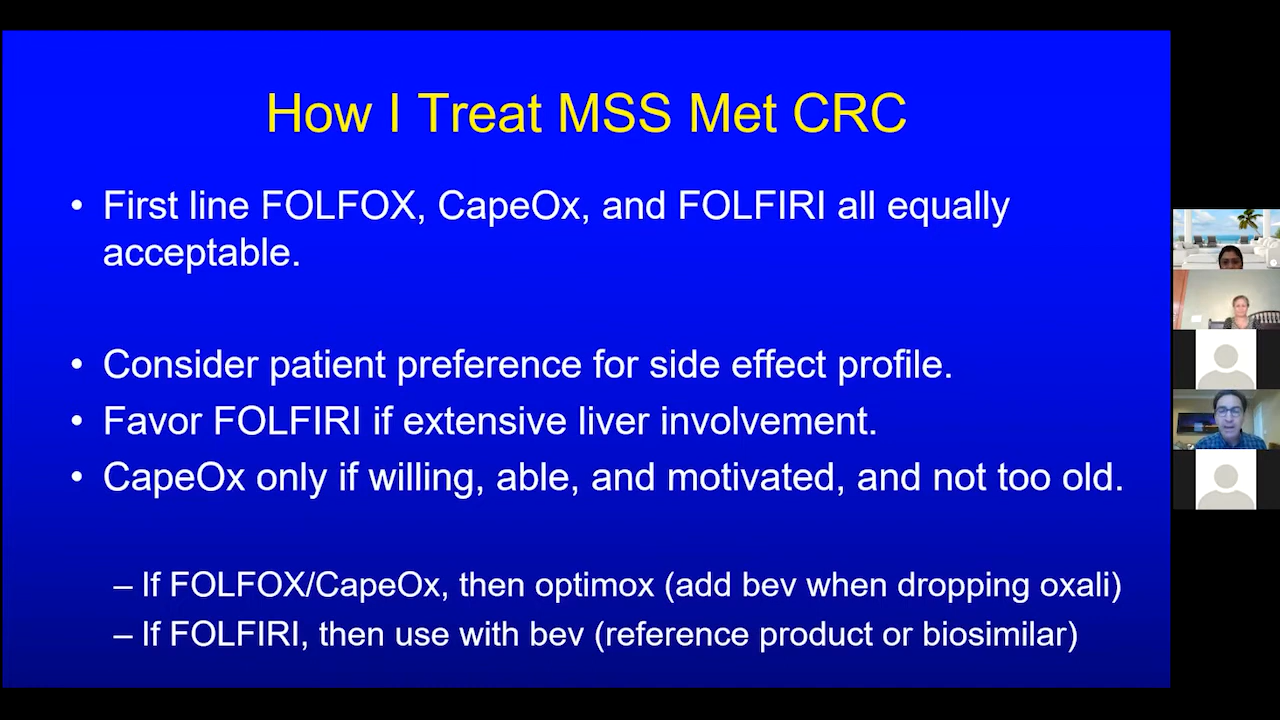 How I Treat MSS Met CRC
• First line FOLFOX, CapeOx, and FOLFIRI all equally
acceptable.
• Consider patient preference for side effect profile.
• Favor FOLFIRI if extensive liver involvement.
• CapeOx only if willing, able, and motivated, and not too old.
– If FOLFOX/CapeOx, then optimox (add bev when dropping oxali)
– If FOLFIRI, then use with bev (reference product or biosimilar)